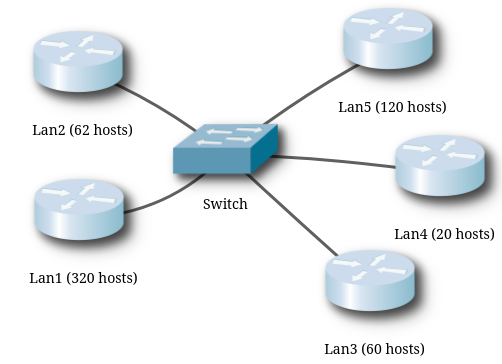 Lan5 (120 hosts)
Lan2 (62 hosts)
Switch
Lan4 (20 hosts)
Lan1 (320 hosts)
Lan3 (60 hosts)